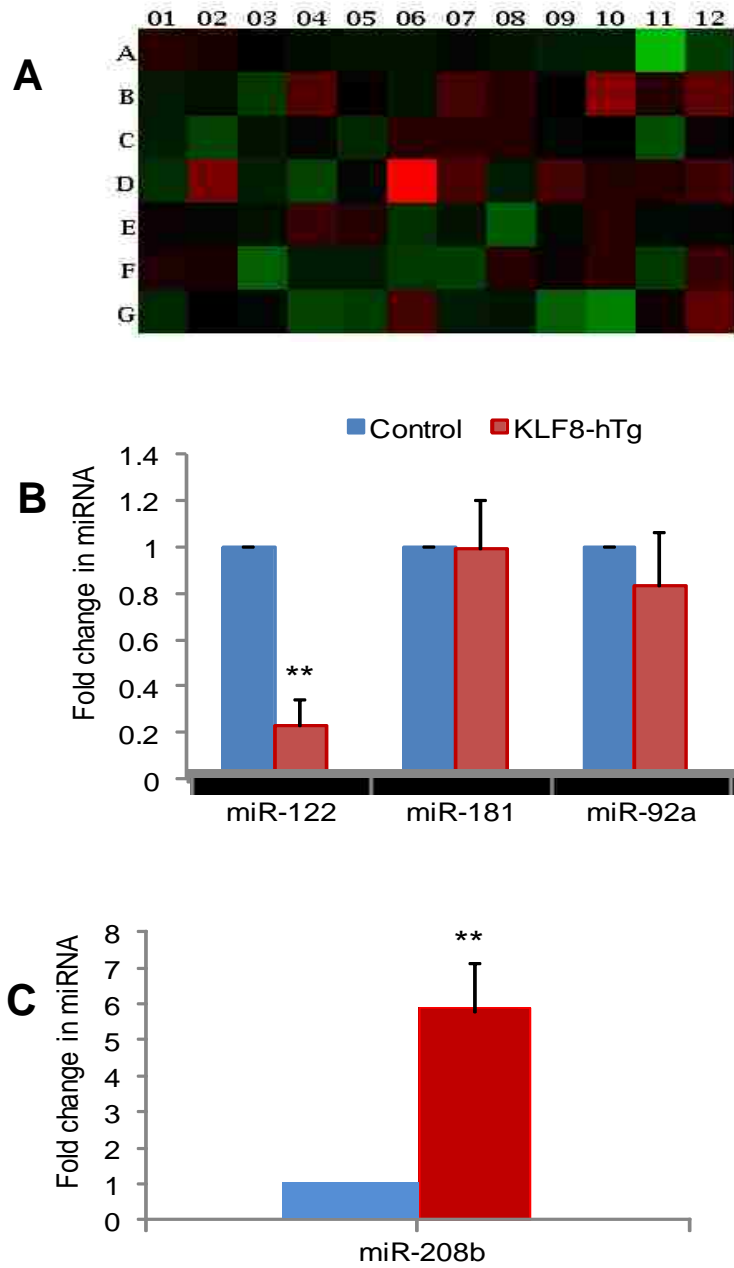 A
01 02 03 04 05 06 07 08 09 10 11 12
A
B
C
D
E
F
G
B
Control KLF8-hTg
Fold change in miRNA
1.4
1.2
1
0.8
0.6
0.4
0.2
0
**
miR-122 miR-181 miR-92a
C
Fold change in miRNA
8
7
6
5
4
3
2
1
0
**
miR-208b